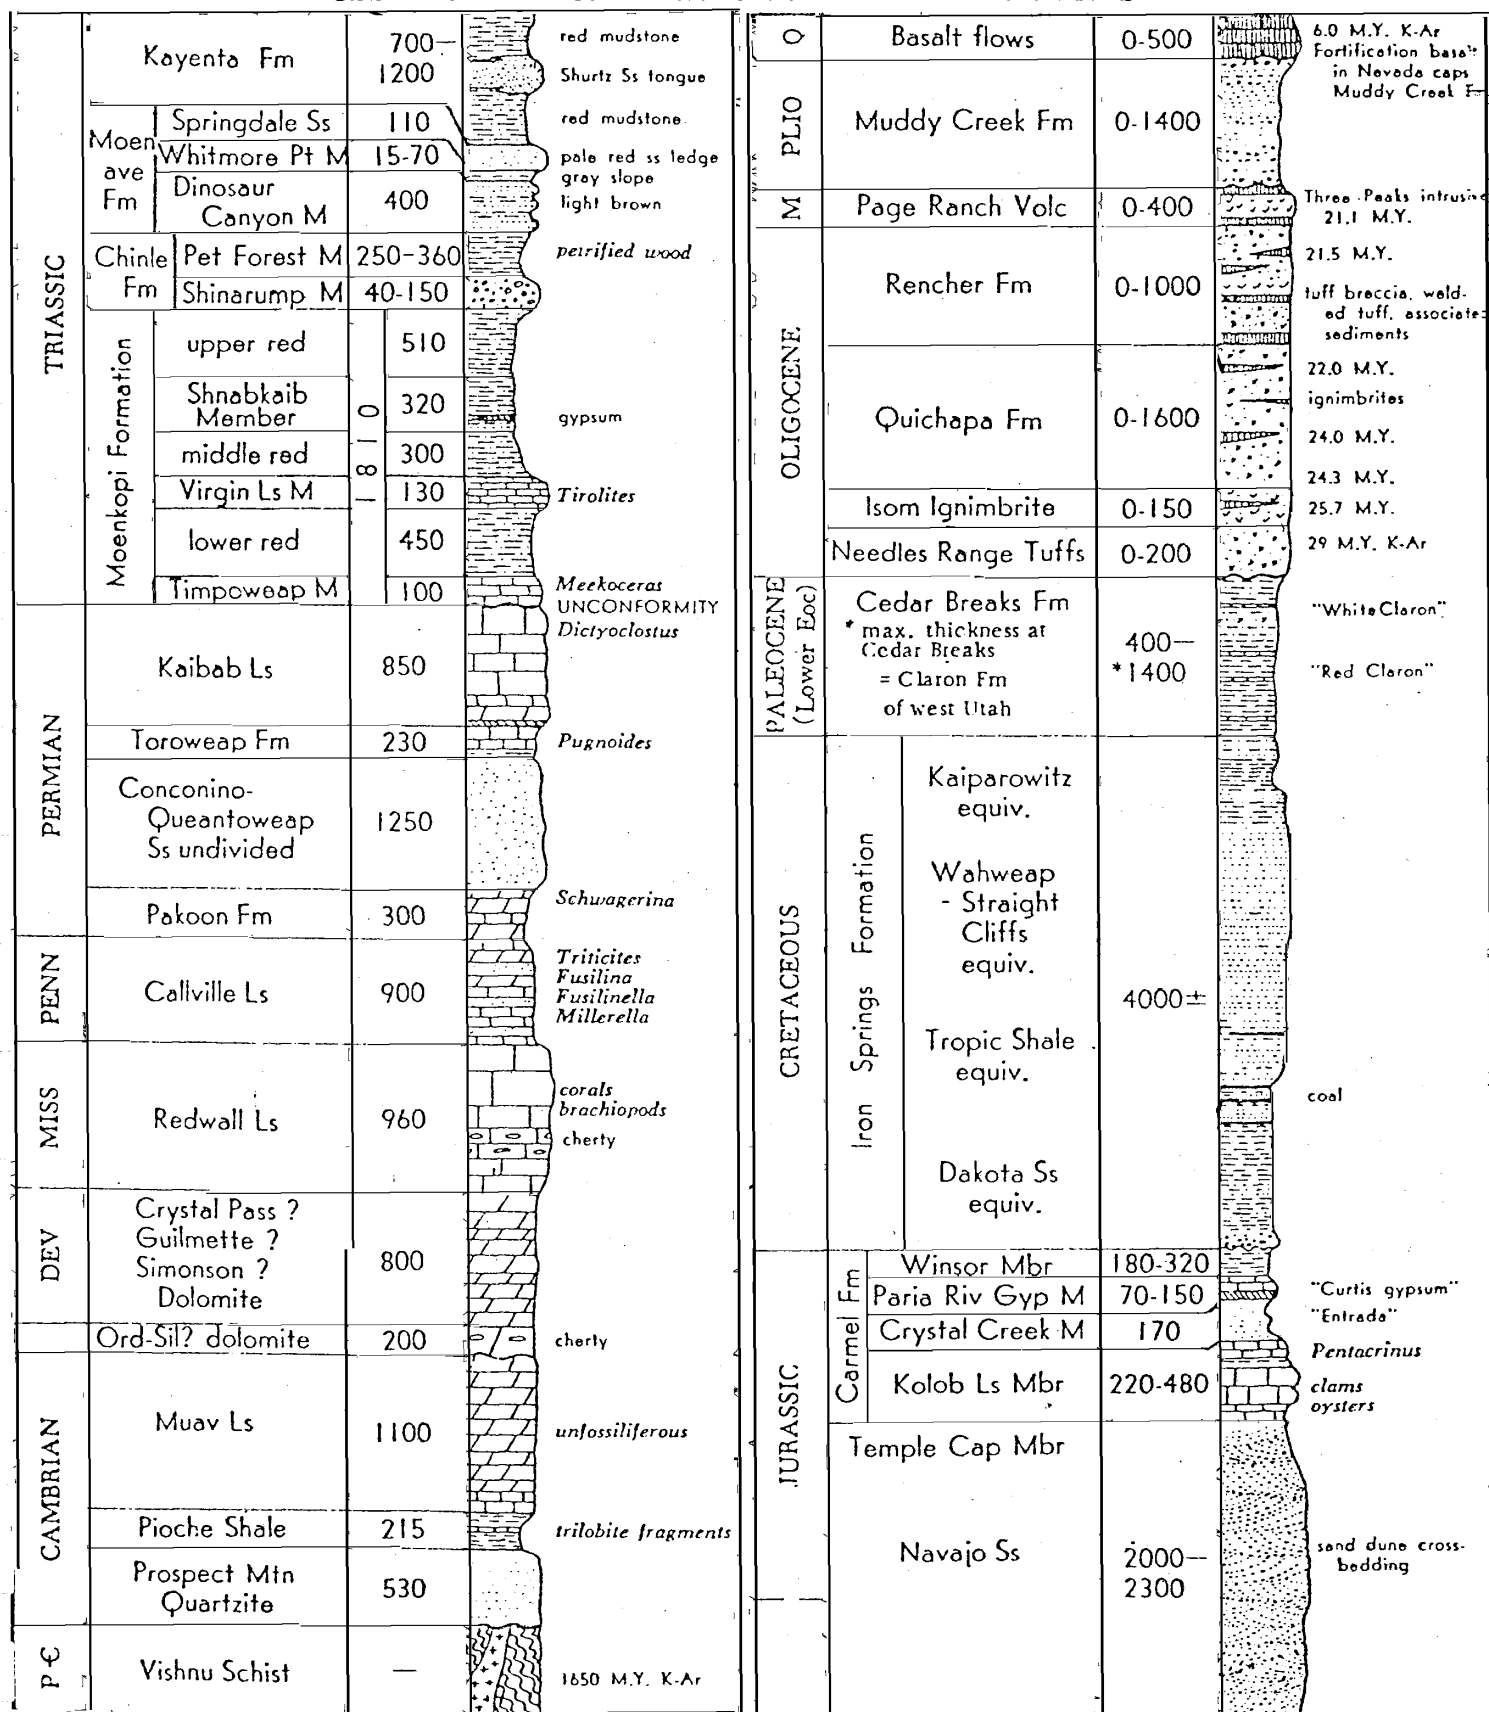 TRIASSIC
Kayenta Fm
700—
1200
red mudstone
Shurtz Ss tongue
red mudstone
Moen
ave
Fm
Springdale Ss
110
pale red ss ledge
Whitmore Pt M
15-70
gray slope
Dinosaur
Canyon M
400
light brown
Chinle
Fm
Pet Forest M
250-360
petrified wood
Shinarump M
40-150
Moenkopi Formation
1810
upper red
510
Shnabkaib
Member
320
gypsum
middle red
300
Virgin Ls M
130
Tirolites
lower red
450
Timpoweap M
100
Meekoceras
UNCONFORMITY
PERMIAN
Kaibab Ls
850
Dictyoclostus
Toroweap Fm
230
Pugnoides
Conconino-
Queantoweap
Ss undivided
1250
Pakoon Fm
300
Schwagerina
PENN
Callville Ls
900
Triticites
Fusilina
Fusilinella
Millerella
MISS
Redwall Ls
960
corals
brachiopods
cherty
DEV
Crystal Pass ?
Guilmette ?
Simonson ?
Dolomite
800
Ord-Sil? dolomite
200
cherty
CAMBRIAN
Muav Ls
1100
unfossiliferous
Pioche Shale
215
trilobite fragments
Prospect Mtn
Quartzite
530
P Є
Vishnu Schist
—
1650 M.Y. K-Ar
Q
Basalt flows
0-500
6.0 M.Y. K-Ar
Fortification basalt
in Nevada caps
Muddy Creek F
PLIO
Muddy Creek Fm
0-1400
M
Page Ranch Volc
0-400
Three Peaks intrusive
21.1 M.Y.
OLIGOCENE
Rencher Fm
0-1000
21.5 M.Y.
tuff breccia, weld-
ed tuff, associated
sediments
Quichapa Fm
0-1600
22.0 M.Y.
ignimbrites
24.0 M.Y.
24.3 M.Y.
Isom Ignimbrite
0-150
25.7 M.Y.
Needles Range Tuffs
0-200
29 M.Y. K-Ar
PALEOCENE
(Lower Eoc)
Cedar Breaks Fm
* max. thickness at
Cedar Breaks
= Claron Fm
of west Utah
400—
*1400
"White Claron"
"Red Claron"
CRETACEOUS
Iron Springs Formation
Kaiparowitz
equiv.
Wahweap
- Straight
Cliffs
equiv.
Tropic Shale
equiv.
Dakota Ss
equiv.
4000±
coal
JURASSIC
Carmel Fm
Winsor Mbr
180-320
Paria Riv Gyp M
70-150
"Curtis gypsum"
Crystal Creek M
170
"Entrada"
Kolob Ls Mbr
220-480
Pentacrinus
clams
oysters
Temple Cap Mbr
Navajo Ss
2000—
2300
sand dune cross-
bedding